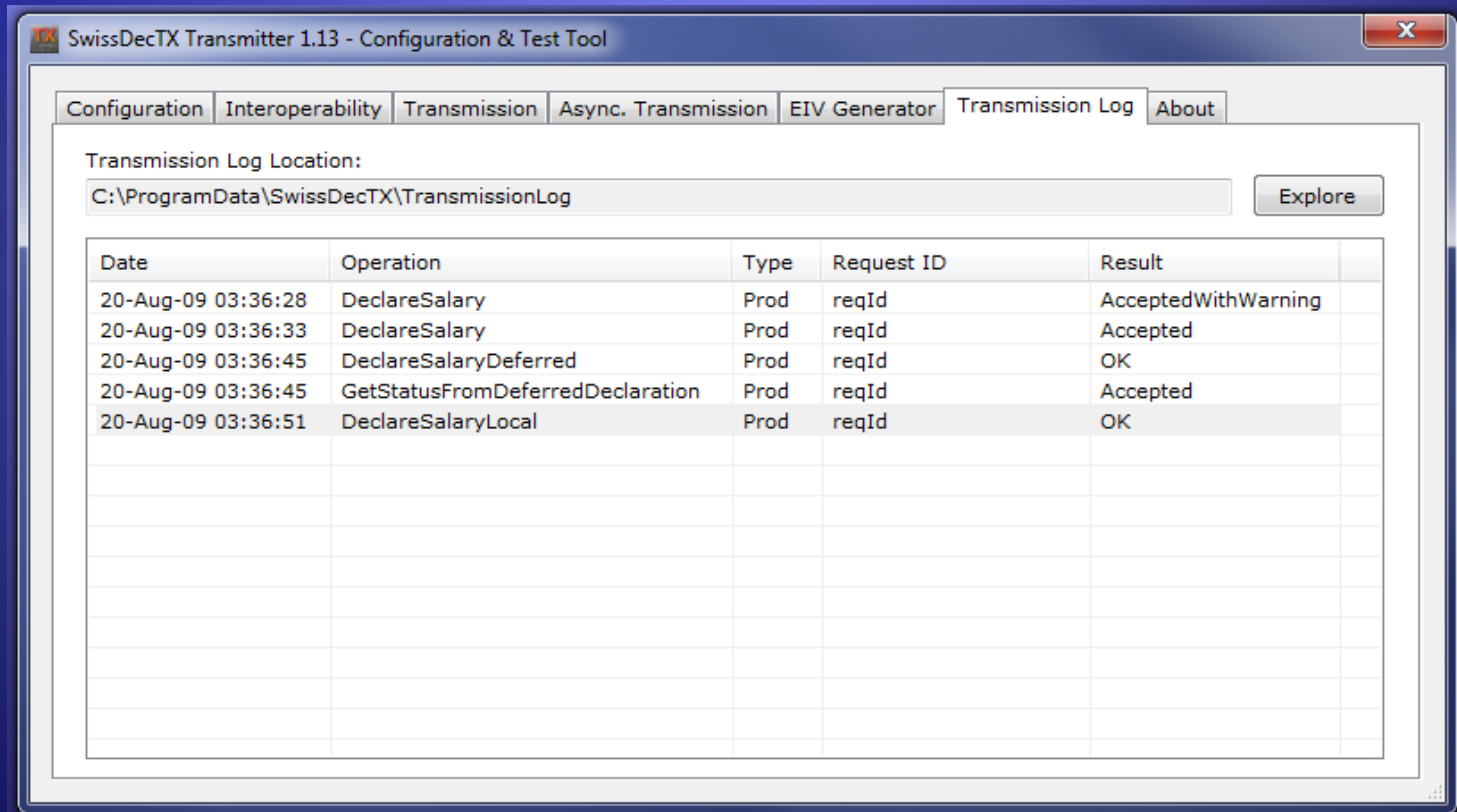 TX SwissDecTX Transmitter 1.13 - Configuration & Test Tool x
Configuration Interoperability Transmission Async. Transmission EIV Generator Transmission Log About
Transmission Log Location:
C:\ProgramData\SwissDecTX\TransmissionLog Explore
Date Operation Type Request ID Result
20-Aug-09 03:36:28 DeclareSalary Prod reqId AcceptedWithWarning
20-Aug-09 03:36:33 DeclareSalary Prod reqId Accepted
20-Aug-09 03:36:45 DeclareSalaryDeferred Prod reqId OK
20-Aug-09 03:36:45 GetStatusFromDeferredDeclaration Prod reqId Accepted
20-Aug-09 03:36:51 DeclareSalaryLocal Prod reqId OK